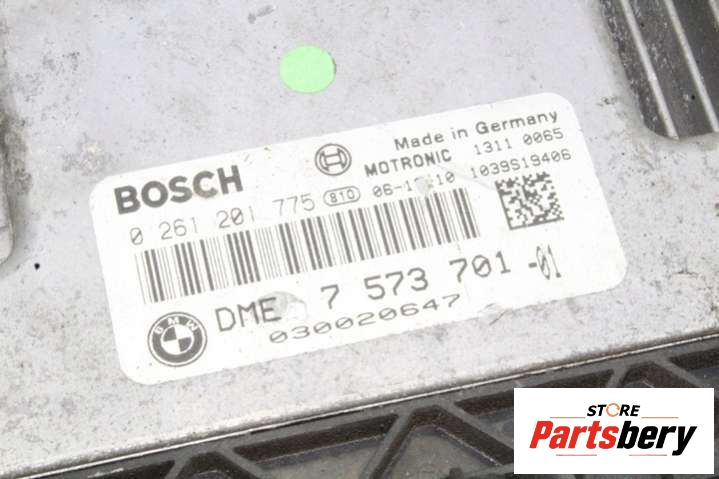 Made in Germany
BOSCH
MOTRONIC 1311 0065
0 261 201 775 810 1039S19406
BMW DME 7 573 701 -01
030020647
STORE
Partsbery